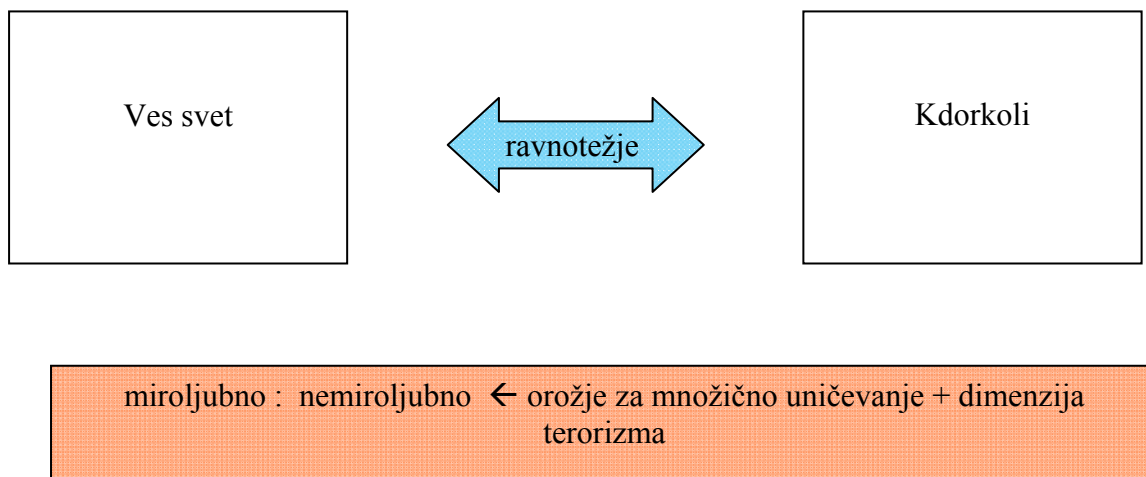 Ves svet
ravnotežje
Kdorkoli
miroljubno : nemiroljubno ← orožje za množično uničevanje + dimenzija
terorizma